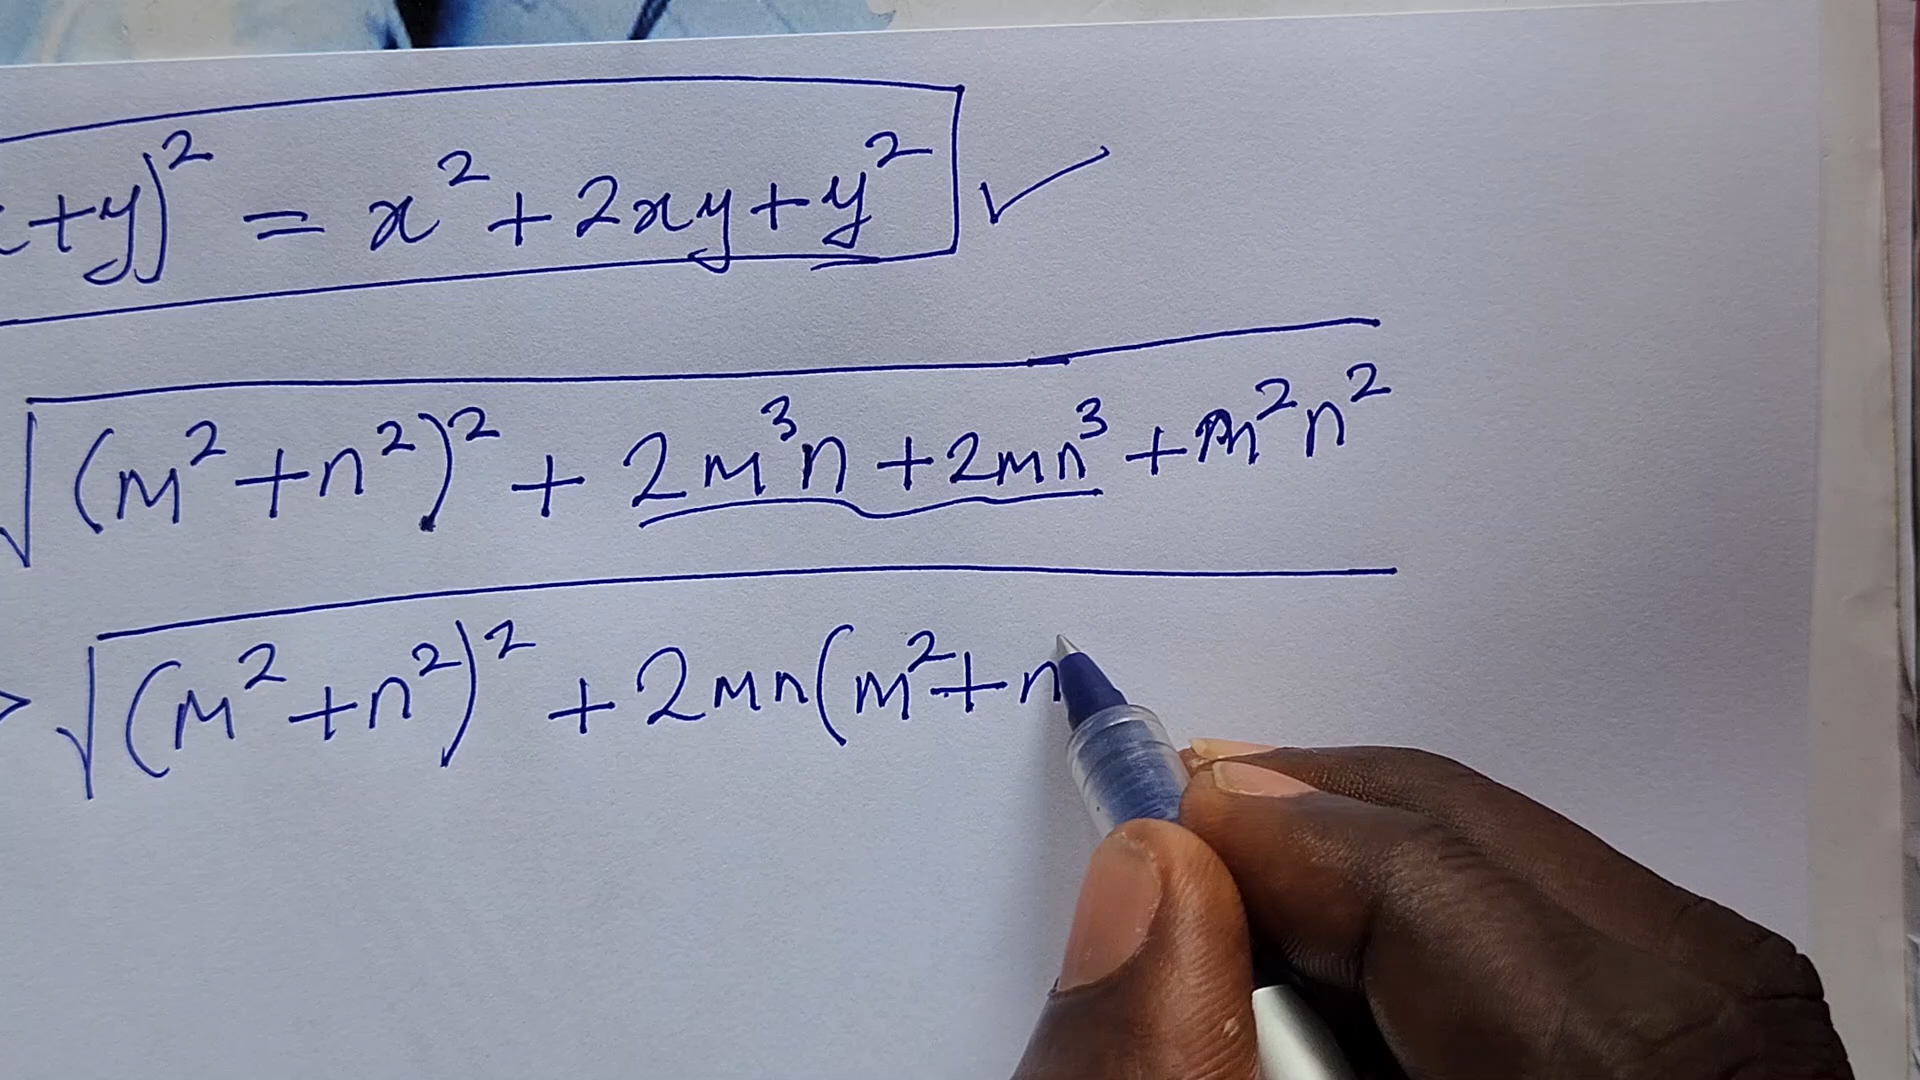 +y)² = x² + 2xy + y² ✓
√(m² + n²)² + 2m³n + 2mn³ + m²n²
> √(m² + n²)² + 2mn(m² + n